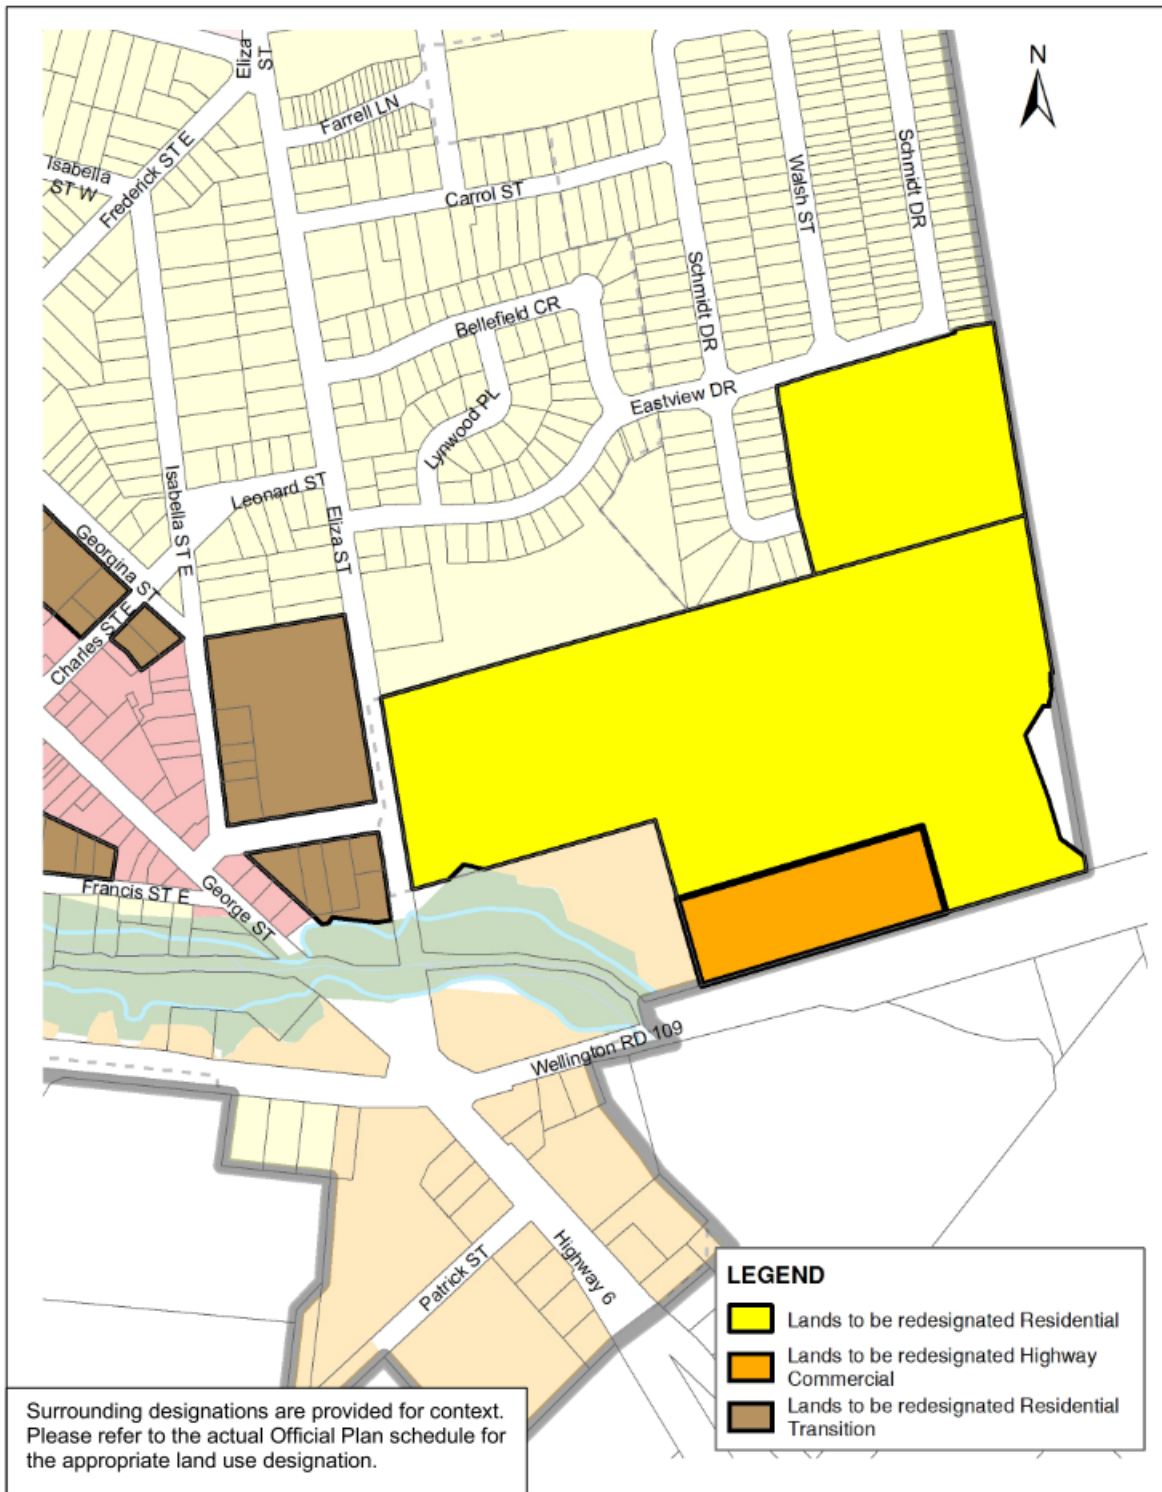 Eliza
ST
N
Farrell LN
Frederick ST E
Isabella
ST W
Carrol ST
Walsh ST
Schmidt DR
Schmidt DR
Bellefield CR
Eastview DR
Lynwood PL
Leonard ST
Isabella ST E
Eliza ST
Georgina ST
Charles ST E
Francis ST E
George ST
Wellington RD 109
Highway 6
Patrick ST
LEGEND
Lands to be redesignated Residential
Lands to be redesignated Highway
Commercial
Lands to be redesignated Residential
Transition
Surrounding designations are provided for context.
Please refer to the actual Official Plan schedule for
the appropriate land use designation.